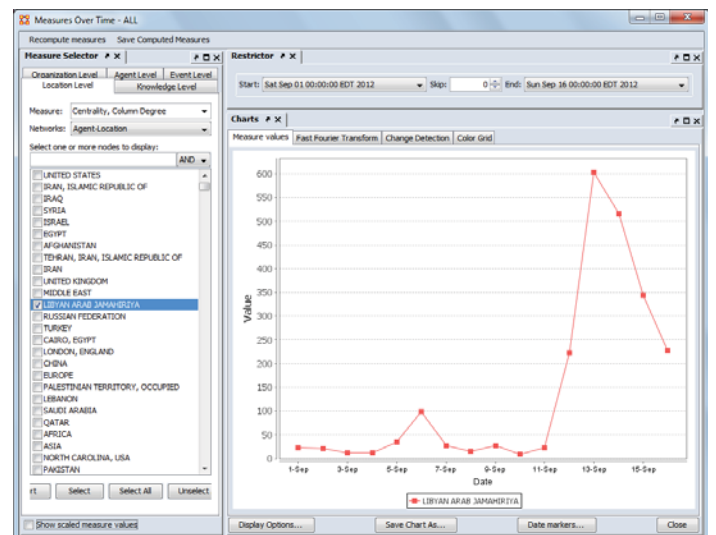 Measures Over Time - ALL
Recompute measures Save Computed Measures
Measure Selector
Organization Level Agent Level Event Level
Location Level Knowledge Level
Measure: Centrality, Column Degree
Networks: Agent-Location
Select one or more nodes to display:
AND
UNITED STATES
IRAN, ISLAMIC REPUBLIC OF
IRAQ
SYRIA
ISRAEL
EGYPT
AFGHANISTAN
TEHRAN, IRAN, ISLAMIC REPUBLIC OF
IRAN
UNITED KINGDOM
MIDDLE EAST
LIBYAN ARAB JAMAHIRIYA
RUSSIAN FEDERATION
TURKEY
CAIRO, EGYPT
LONDON, ENGLAND
CHINA
EUROPE
PALESTINIAN TERRITORY, OCCUPIED
LEBANON
SAUDI ARABIA
QATAR
AFRICA
ASIA
NORTH CAROLINA, USA
PAKISTAN
rt Select Select All Unselect
Show scaled measure values
Restrictor
Start: Sat Sep 01 00:00:00 EDT 2012 Skip: 0 End: Sun Sep 16 00:00:00 EDT 2012
Charts
Measure values Fast Fourier Transform Change Detection Color Grid
600
550
500
450
400
350
300
250
200
150
100
50
0
Value
1-Sep 3-Sep 5-Sep 7-Sep 9-Sep 11-Sep 13-Sep 15-Sep
Date
LIBYAN ARAB JAMAHIRIYA
Display Options... Save Chart As... Date markers... Close